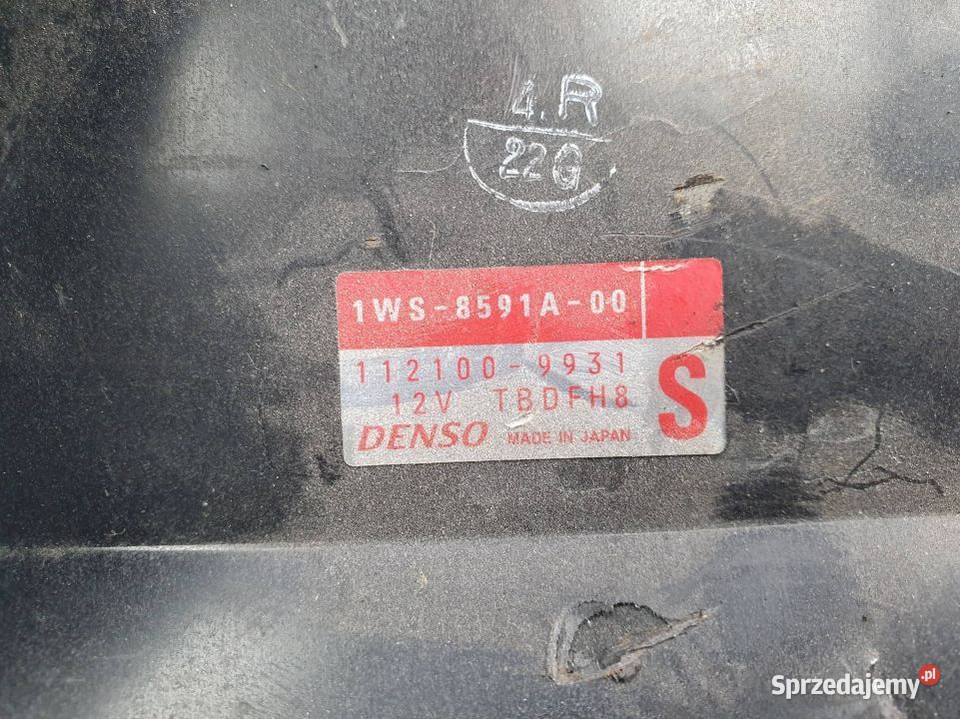 4.R
22G
1WS-8591A-00
112100-9931
12V TBDFH8
S
DENSO MADE IN JAPAN
Sprzedajemy.pl